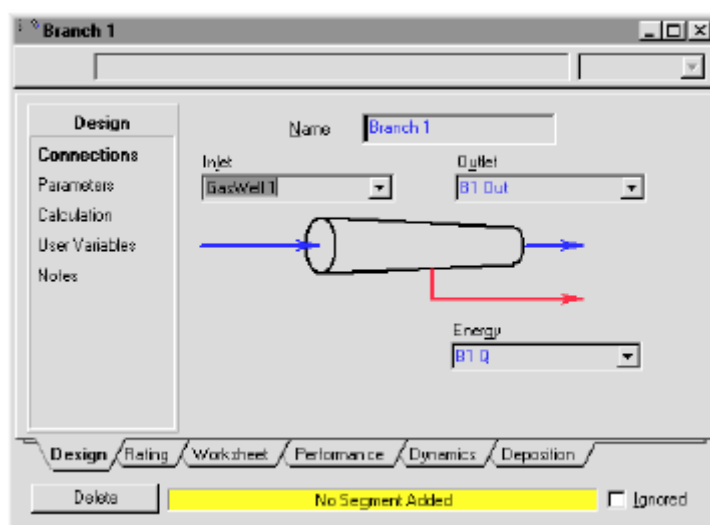 Branch 1
Design
Connections
Parameters
Calculation
User Variables
Notes
Name Branch 1
Inlet Outlet
GasWell 1 B1 Out
Energy
B1 Q
Design Rating Worksheet Performance Dynamics Deposition
Delete No Segment Added Ignored